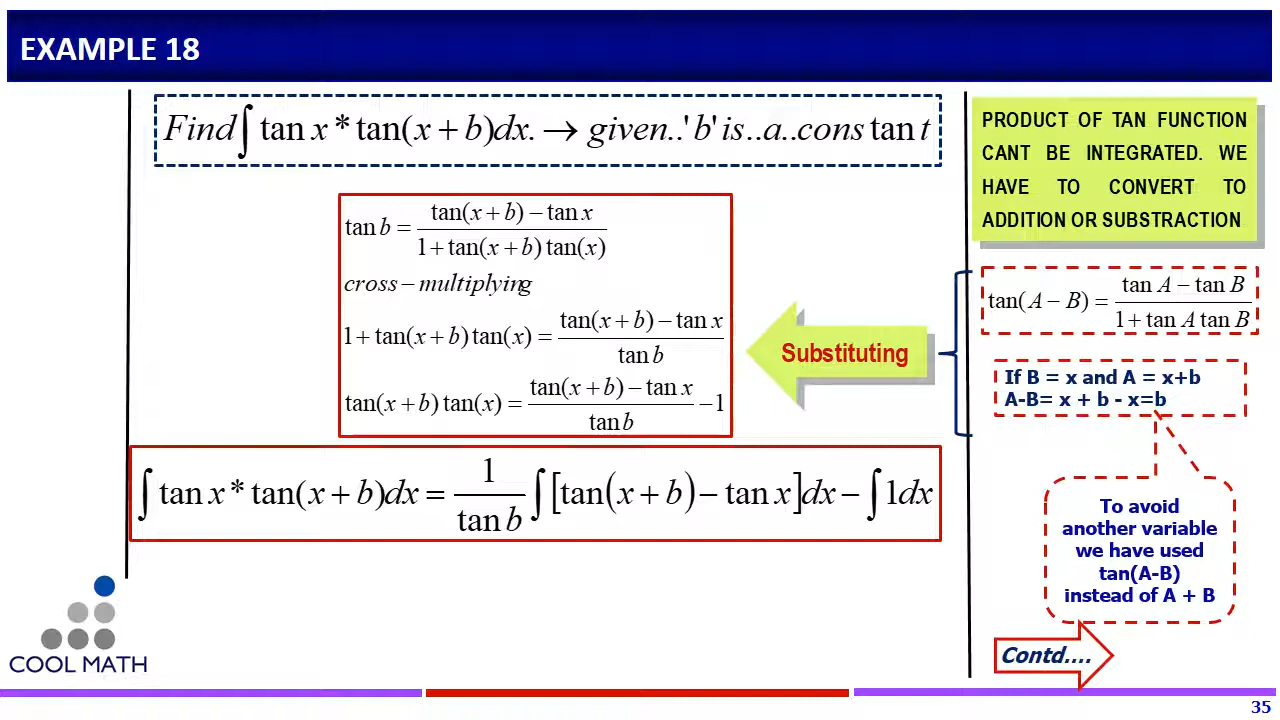 EXAMPLE 18
Find∫ tan x * tan(x + b)dx. → given..'b'is..a..cons tan t
tan b = (tan(x + b) − tan x) / (1 + tan(x + b) tan(x))
cross − multiplying
1 + tan(x + b) tan(x) = (tan(x + b) − tan x) / tan b
tan(x + b) tan(x) = (tan(x + b) − tan x) / tan b − 1
∫ tan x * tan(x + b)dx = 1 / tan b ∫ [tan(x + b) − tan x]dx − ∫ 1dx
Substituting
PRODUCT OF TAN FUNCTION
CANT BE INTEGRATED. WE
HAVE TO CONVERT TO
ADDITION OR SUBSTRACTION
tan( A − B) = (tan A − tan B) / (1 + tan A tan B)
If B = x and A = x+b
A-B= x + b - x=b
To avoid
another variable
we have used
tan(A-B)
instead of A + B
Contd....
COOL MATH
35